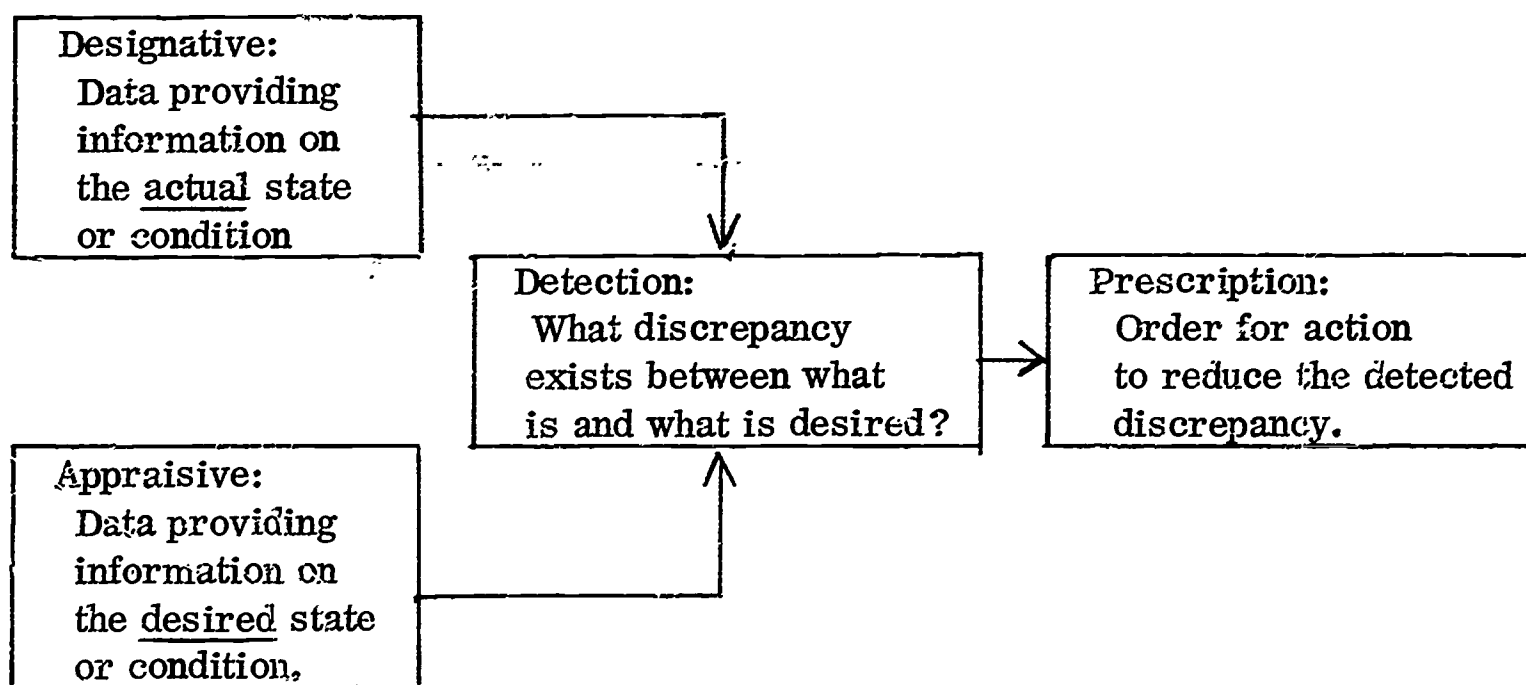 Designative:
Data providing
information on
the actual state
or condition
Detection:
What discrepancy
exists between what
is and what is desired?
Prescription:
Order for action
to reduce the detected
discrepancy.
Appraisive:
Data providing
information on
the desired state
or condition.